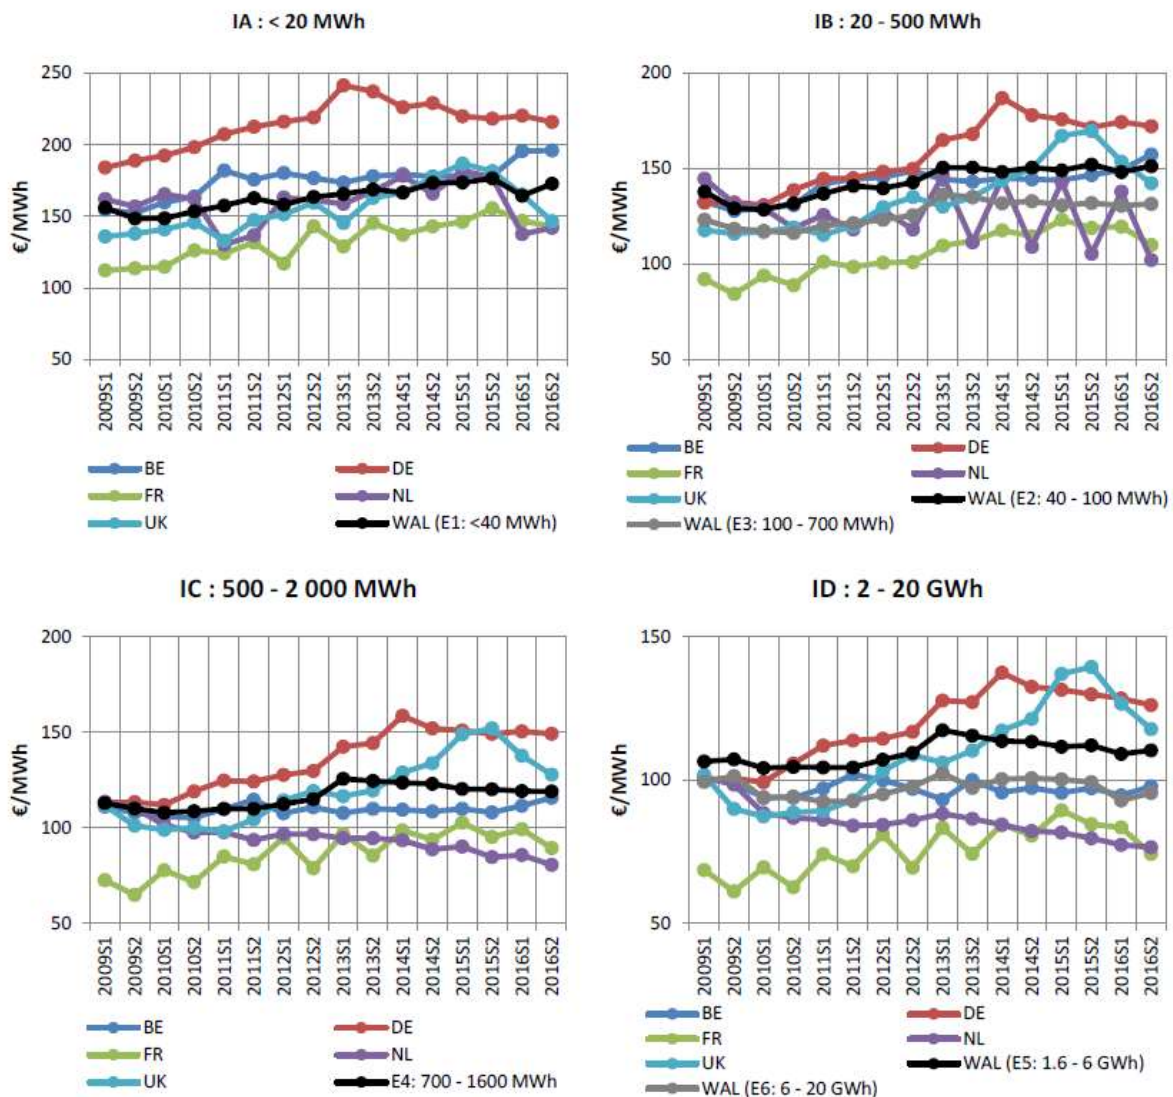 IA : < 20 MWh
€/MWh
250
200
150
100
50
2009S1
2009S2
2010S1
2010S2
2011S1
2011S2
2012S1
2012S2
2013S1
2013S2
2014S1
2014S2
2015S1
2015S2
2016S1
2016S2
BE
DE
FR
NL
UK
WAL (E1: <40 MWh)
IB : 20 - 500 MWh
€/MWh
200
150
100
50
2009S1
2009S2
2010S1
2010S2
2011S1
2011S2
2012S1
2012S2
2013S1
2013S2
2014S1
2014S2
2015S1
2015S2
2016S1
2016S2
BE
DE
FR
NL
UK
WAL (E2: 40 - 100 MWh)
WAL (E3: 100 - 700 MWh)
IC : 500 - 2 000 MWh
€/MWh
200
150
100
50
2009S1
2009S2
2010S1
2010S2
2011S1
2011S2
2012S1
2012S2
2013S1
2013S2
2014S1
2014S2
2015S1
2015S2
2016S1
2016S2
BE
DE
FR
NL
UK
E4: 700 - 1600 MWh
ID : 2 - 20 GWh
€/MWh
150
100
50
2009S1
2009S2
2010S1
2010S2
2011S1
2011S2
2012S1
2012S2
2013S1
2013S2
2014S1
2014S2
2015S1
2015S2
2016S1
2016S2
BE
DE
FR
NL
UK
WAL (E5: 1.6 - 6 GWh)
WAL (E6: 6 - 20 GWh)